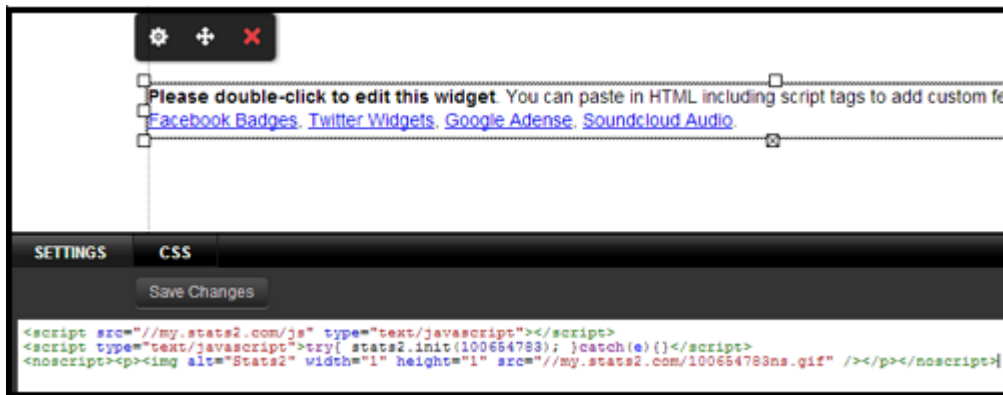 Please double-click to edit this widget. You can paste in HTML including script tags to add custom fe
Facebook Badges, Twitter Widgets, Google Adense, Soundcloud Audio.
SETTINGS CSS
Save Changes
<script src="//my.stats2.com/js" type="text/javascript"></script>
<script type="text/javascript">try{ stats2.init(100654783); }catch(e){}</script>
<noscript><p><img alt="Stats2" width="1" height="1" src="//my.stats2.com/100654783ns.gif" /></p></noscript>